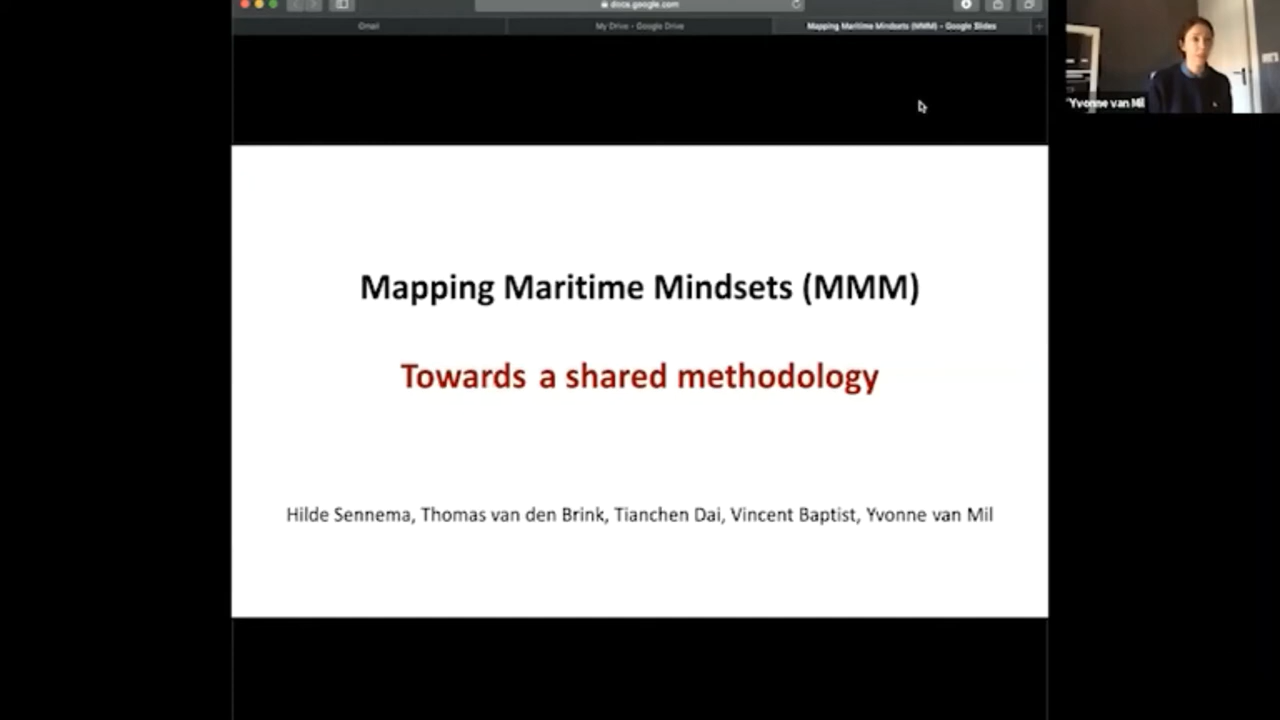 docs.google.com
Gmail
My Drive - Google Drive
Mapping Maritime Mindsets (MMM) - Google Slides
Yvonne van Mil
Mapping Maritime Mindsets (MMM)
Towards a shared methodology
Hilde Sennema, Thomas van den Brink, Tianchen Dai, Vincent Baptist, Yvonne van Mil